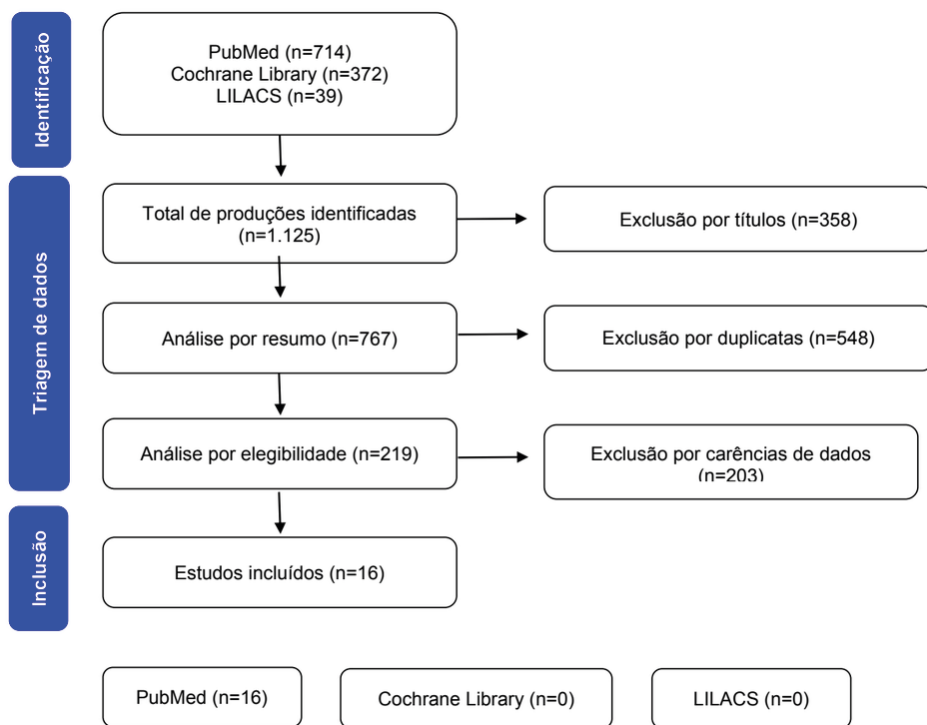 Identificação
PubMed (n=714)
Cochrane Library (n=372)
LILACS (n=39)
Triagem de dados
Total de produções identificadas
(n=1.125)
Exclusão por títulos (n=358)
Análise por resumo (n=767)
Exclusão por duplicatas (n=548)
Análise por elegibilidade (n=219)
Exclusão por carências de dados
(n=203)
Inclusão
Estudos incluídos (n=16)
PubMed (n=16)
Cochrane Library (n=0)
LILACS (n=0)